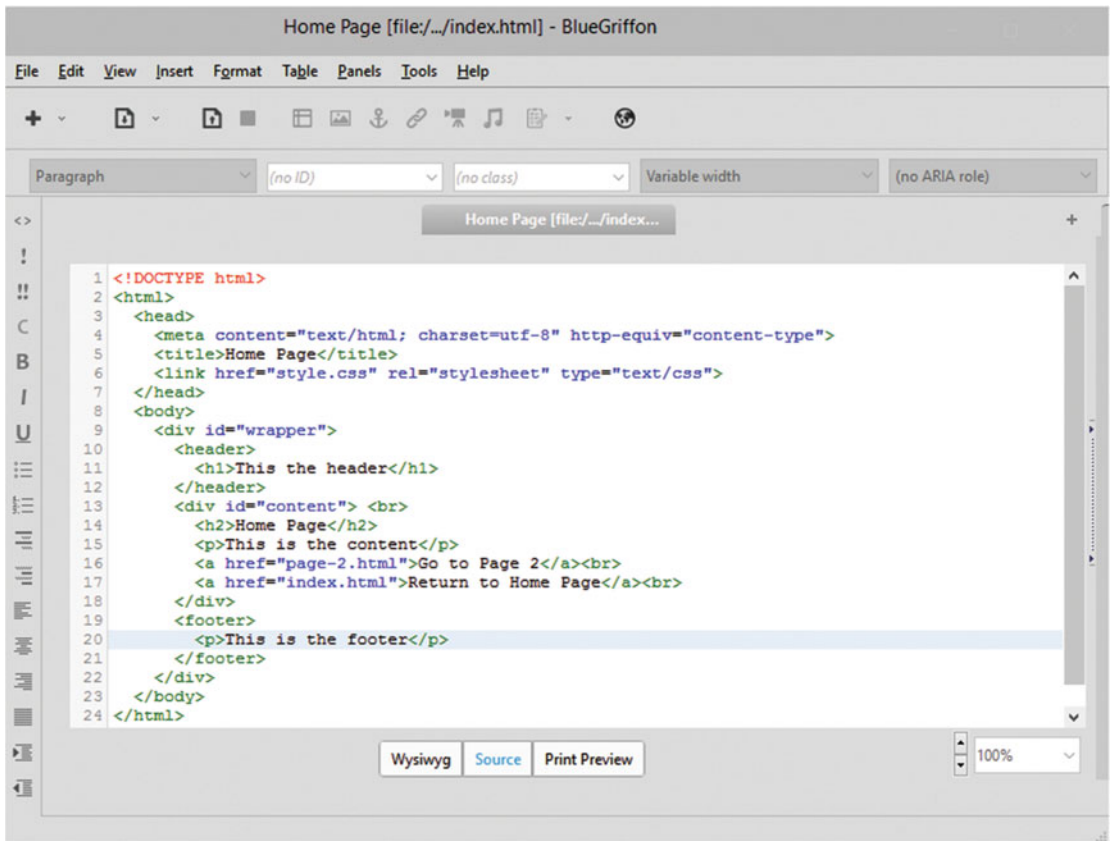 Home Page [file:/.../index.html] - BlueGriffon
File Edit View Insert Format Table Panels Tools Help
Paragraph (no ID) (no class) Variable width (no ARIA role)
Home Page [file:/.../index...
1 <!DOCTYPE html>
2 <html>
3 <head>
4 <meta content="text/html; charset=utf-8" http-equiv="content-type">
5 <title>Home Page</title>
6 <link href="style.css" rel="stylesheet" type="text/css">
7 </head>
8 <body>
9 <div id="wrapper">
10 <header>
11 <h1>This the header</h1>
12 </header>
13 <div id="content"> <br>
14 <h2>Home Page</h2>
15 <p>This is the content</p>
16 <a href="page-2.html">Go to Page 2</a><br>
17 <a href="index.html">Return to Home Page</a><br>
18 </div>
19 <footer>
20 <p>This is the footer</p>
21 </footer>
22 </div>
23 </body>
24 </html>
Wysiwyg Source Print Preview 100%